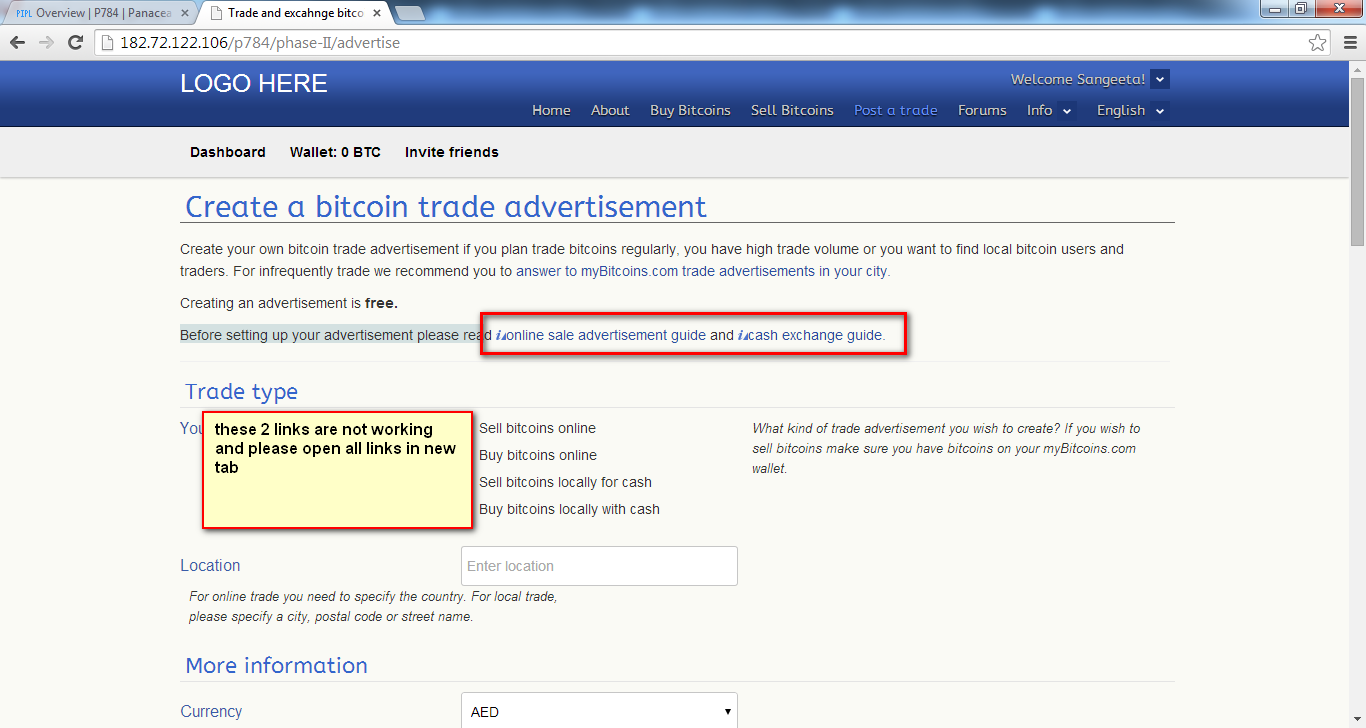 PIPL Overview | P784 | Panacea
Trade and excahnge bitco
182.72.122.106/p784/phase-II/advertise
LOGO HERE
Welcome Sangeeta!
Home About Buy Bitcoins Sell Bitcoins Post a trade Forums Info English
Dashboard Wallet: 0 BTC Invite friends
Create a bitcoin trade advertisement
Create your own bitcoin trade advertisement if you plan trade bitcoins regularly, you have high trade volume or you want to find local bitcoin users and
traders. For infrequently trade we recommend you to answer to myBitcoins.com trade advertisements in your city.
Creating an advertisement is free.
Before setting up your advertisement please read online sale advertisement guide and cash exchange guide.
Trade type
these 2 links are not working
and please open all links in new
tab
Sell bitcoins online
Buy bitcoins online
Sell bitcoins locally for cash
Buy bitcoins locally with cash
What kind of trade advertisement you wish to create? If you wish to
sell bitcoins make sure you have bitcoins on your myBitcoins.com
wallet.
Location
Enter location
For online trade you need to specify the country. For local trade,
please specify a city, postal code or street name.
More information
Currency
AED